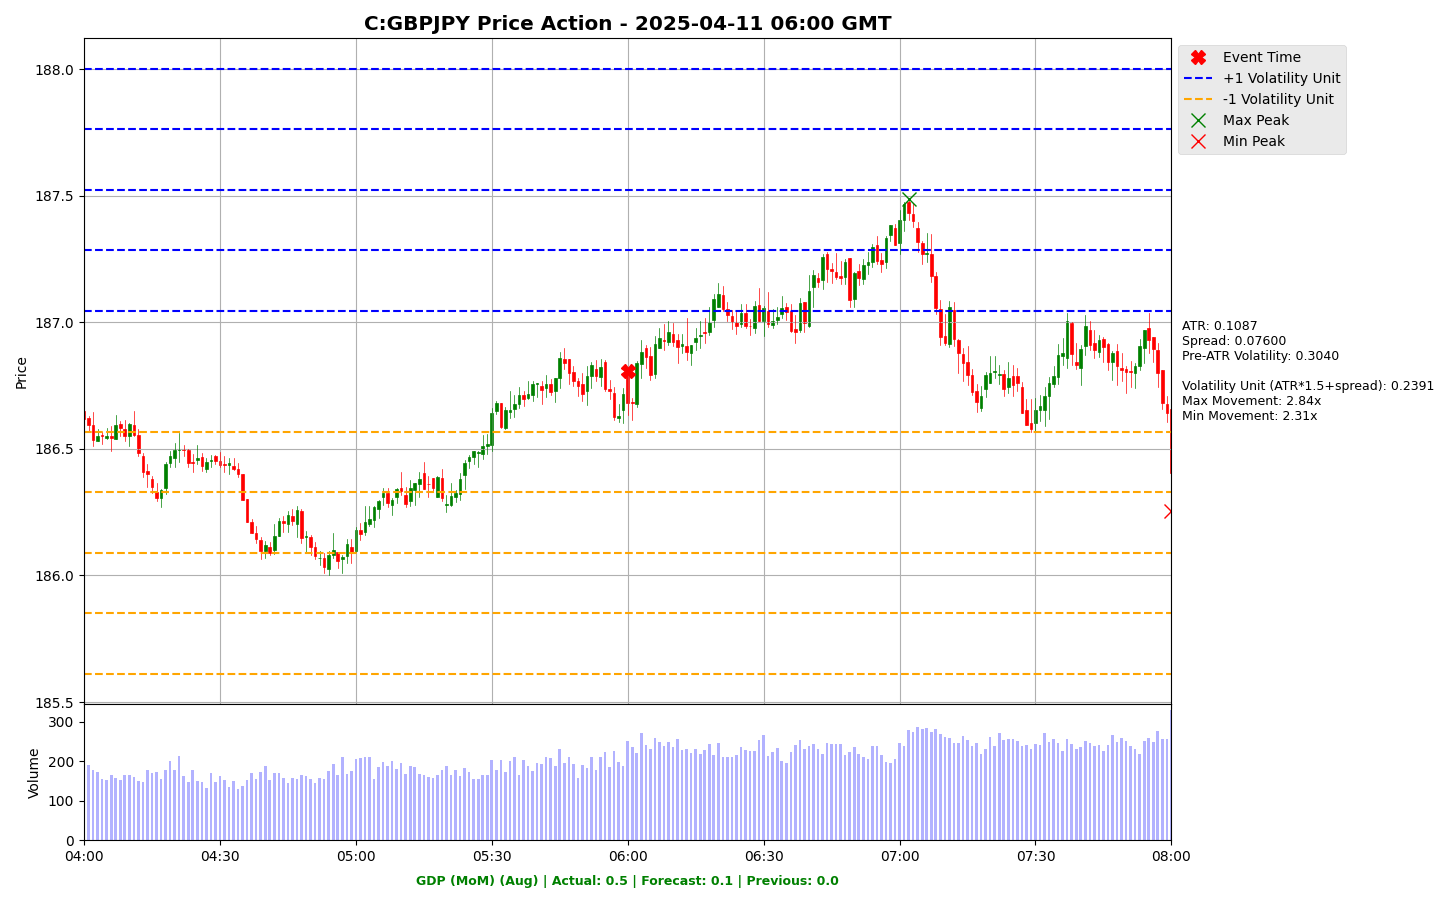 C:GBPJPY Price Action - 2025-04-11 06:00 GMT
Event Time
+1 Volatility Unit
-1 Volatility Unit
Max Peak
Min Peak
Price
188.0
187.5
187.0
186.5
186.0
185.5
ATR: 0.1087
Spread: 0.07600
Pre-ATR Volatility: 0.3040
Volatility Unit (ATR*1.5+spread): 0.2391
Max Movement: 2.84x
Min Movement: 2.31x
Volume
300
200
100
0
04:00 04:30 05:00 05:30 06:00 06:30 07:00 07:30 08:00
GDP (MoM) (Aug) | Actual: 0.5 | Forecast: 0.1 | Previous: 0.0